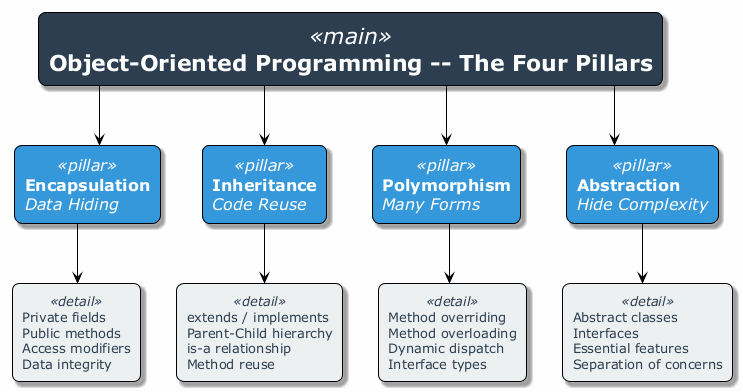 «main»
Object-Oriented Programming -- The Four Pillars
«pillar»
Encapsulation
Data Hiding
«pillar»
Inheritance
Code Reuse
«pillar»
Polymorphism
Many Forms
«pillar»
Abstraction
Hide Complexity
«detail»
Private fields
Public methods
Access modifiers
Data integrity
«detail»
extends / implements
Parent-Child hierarchy
is-a relationship
Method reuse
«detail»
Method overriding
Method overloading
Dynamic dispatch
Interface types
«detail»
Abstract classes
Interfaces
Essential features
Separation of concerns